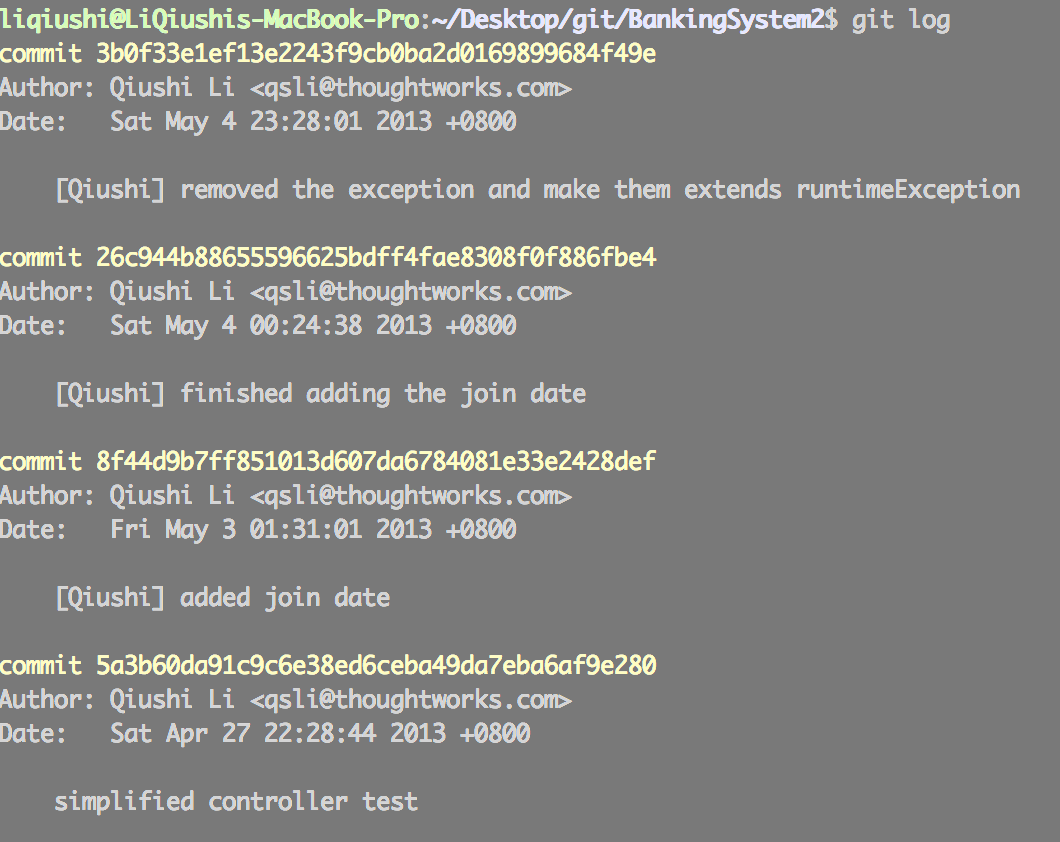 liqiushi@LiQiushis-MacBook-Pro:~/Desktop/git/BankingSystem2$ git log
commit 3b0f33e1ef13e2243f9cb0ba2d0169899684f49e
Author: Qiushi Li <qsli@thoughtworks.com>
Date:   Sat May 4 23:28:01 2013 +0800
[Qiushi] removed the exception and make them extends runtimeException
commit 26c944b88655596625bdff4fae8308f0f886fbe4
Author: Qiushi Li <qsli@thoughtworks.com>
Date:   Sat May 4 00:24:38 2013 +0800
[Qiushi] finished adding the join date
commit 8f44d9b7ff851013d607da6784081e33e2428def
Author: Qiushi Li <qsli@thoughtworks.com>
Date:   Fri May 3 01:31:01 2013 +0800
[Qiushi] added join date
commit 5a3b60da91c9c6e38ed6ceba49da7eba6af9e280
Author: Qiushi Li <qsli@thoughtworks.com>
Date:   Sat Apr 27 22:28:44 2013 +0800
simplified controller test